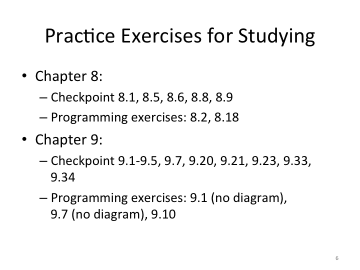 Practice Exercises for Studying
• Chapter 8:
– Checkpoint 8.1, 8.5, 8.6, 8.8, 8.9
– Programming exercises: 8.2, 8.18
• Chapter 9:
– Checkpoint 9.1-9.5, 9.7, 9.20, 9.21, 9.23, 9.33,
9.34
– Programming exercises: 9.1 (no diagram),
9.7 (no diagram), 9.10
6